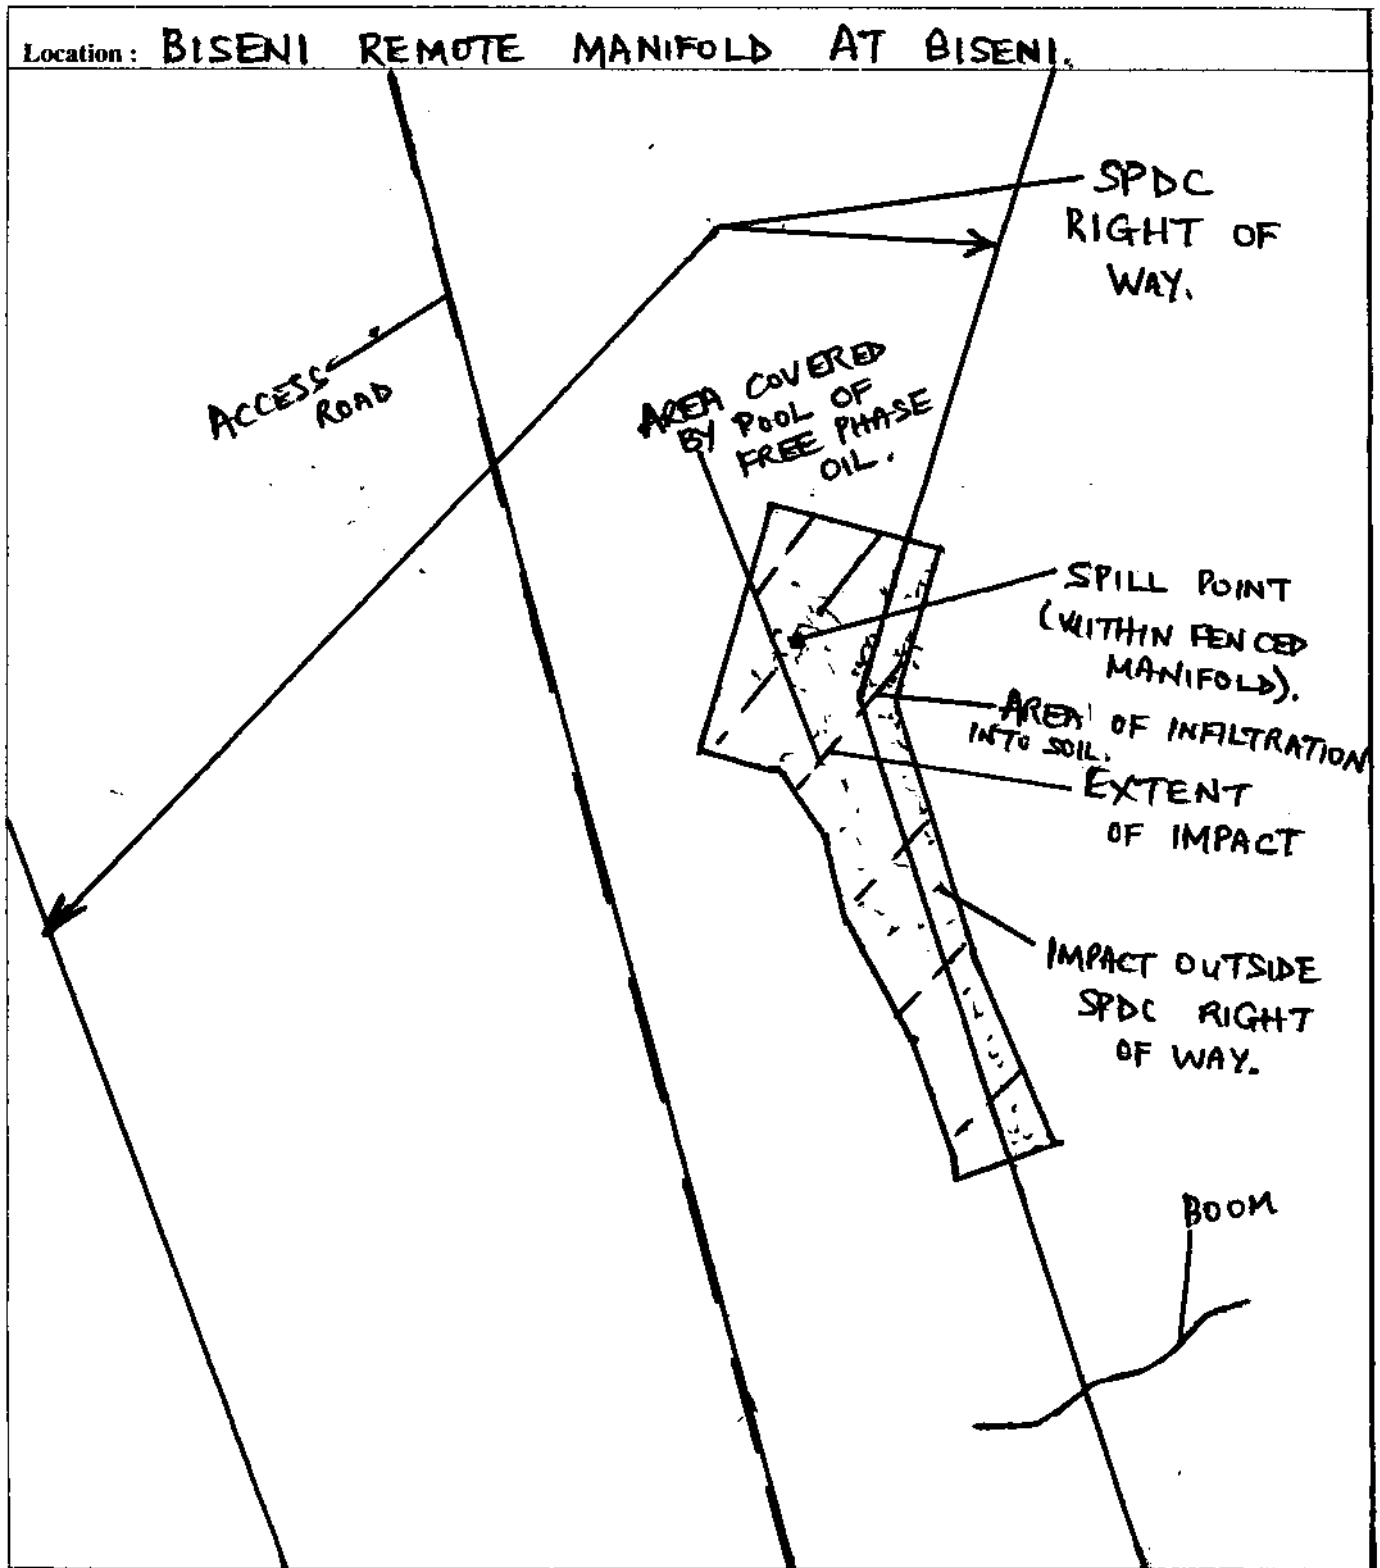 Location : BISENI REMOTE MANIFOLD AT BISENI.
SPDC
RIGHT OF
WAY.
ACCESS
ROAD
AREA COVERED
BY POOL OF
FREE PHASE
OIL.
SPILL POINT
(WITHIN FENCED
MANIFOLD).
AREA OF INFILTRATION
INTO SOIL.
EXTENT
OF IMPACT
IMPACT OUTSIDE
SPDC RIGHT
OF WAY.
BOOM